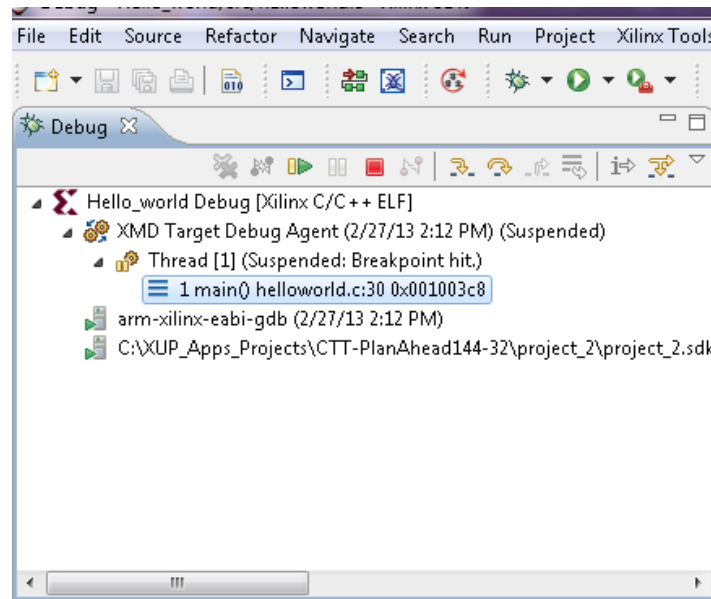 File Edit Source Refactor Navigate Search Run Project Xilinx Tools
010
Debug
Hello_world Debug [Xilinx C/C++ ELF]
XMD Target Debug Agent (2/27/13 2:12 PM) (Suspended)
Thread [1] (Suspended: Breakpoint hit.)
1 main() helloworld.c:30 0x001003c8
arm-xilinx-eabi-gdb (2/27/13 2:12 PM)
C:\XUP_Apps_Projects\CTT-PlanAhead144-32\project_2\project_2.sdk